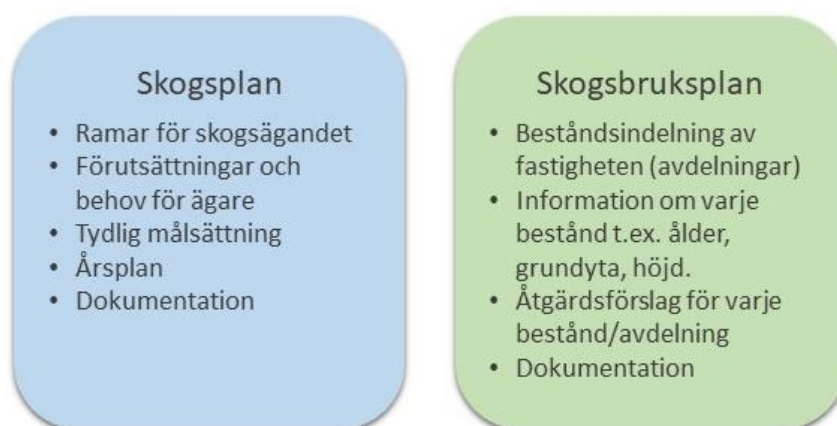 Skogsplan
• Ramar för skogsägandet
• Förutsättningar och
behov för ägare
• Tydlig målsättning
• Årsplan
• Dokumentation
Skogsbruksplan
• Beståndsindelning av
fastigheten (avdelningar)
• Information om varje
bestånd t.ex. ålder,
grundyta, höjd.
• Åtgärdsförslag för varje
bestånd/avdelning
• Dokumentation